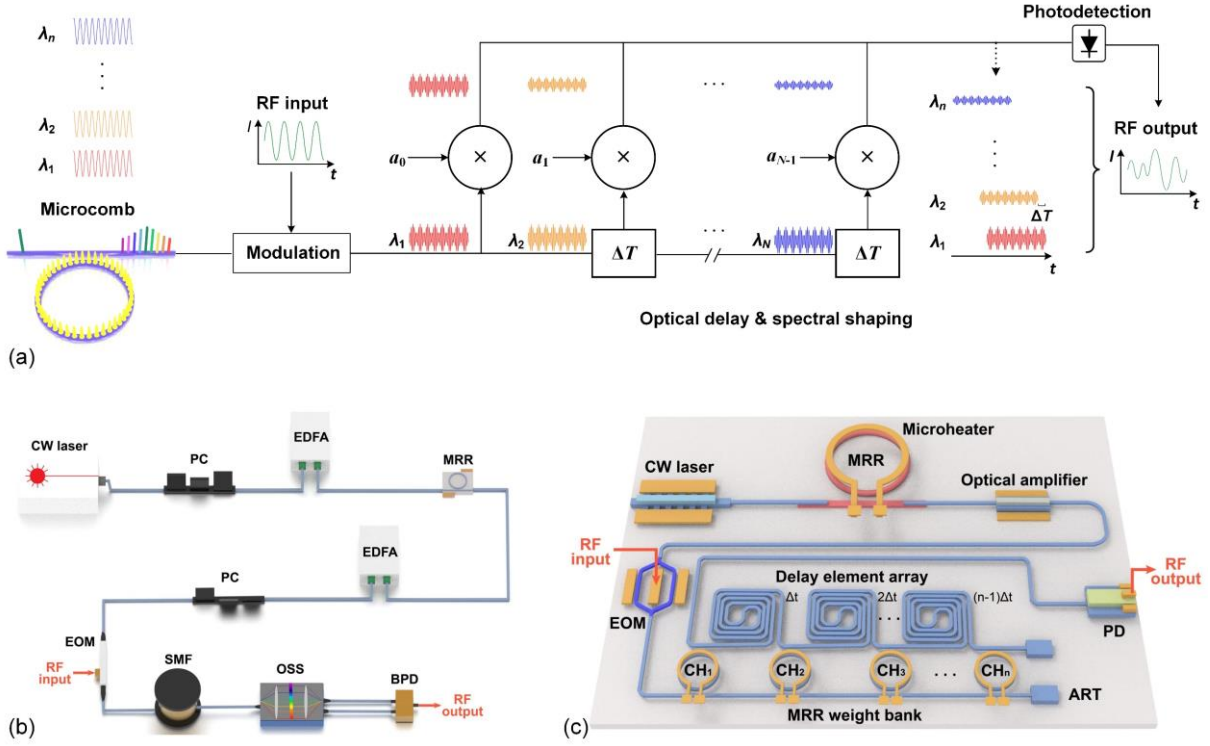 λn
λ2
λ1
Microcomb
RF input
I
t
Modulation
a0
×
a1
×
...
aN-1
×
λ1
λ2
ΔT
...
λN
ΔT
Optical delay & spectral shaping
Photodetection
λn
λ2
ΔT
λ1
t
RF output
I
t
(a)
CW laser
PC
EDFA
MRR
EDFA
PC
EOM
RF
input
SMF
OSS
BPD
RF
output
(b)
Microheater
CW laser
MRR
Optical amplifier
RF
input
EOM
Delay element array
Δt
2Δt
...
(n-1)Δt
RF
output
PD
CH1
CH2
CH3
...
CHn
ART
MRR weight bank
(c)